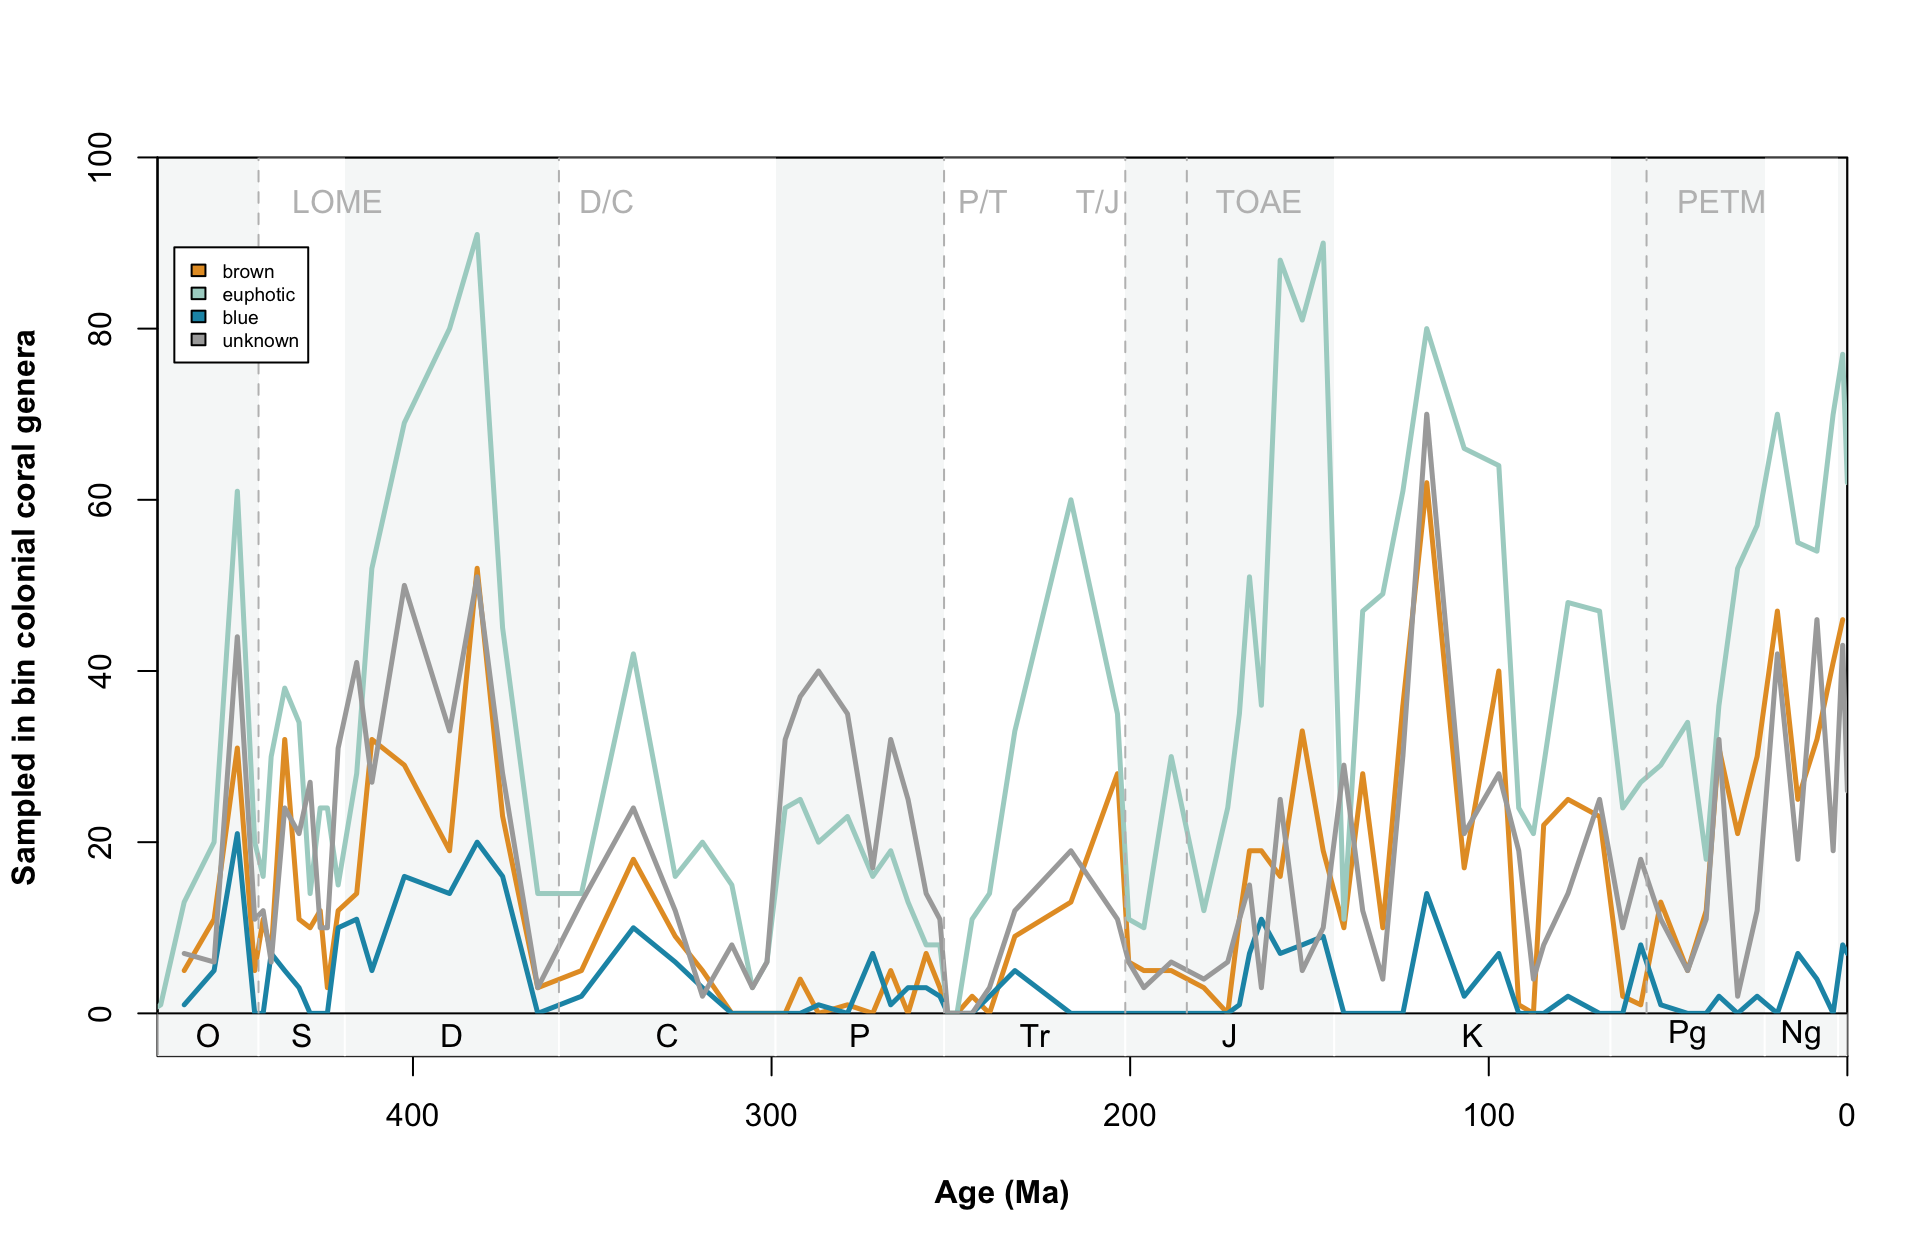 100
80
60
40
20
0
Sampled in bin colonial coral genera
LOME
D/C
P/T
T/J
TOAE
PETM
brown
euphotic
blue
unknown
O S D C P Tr J K Pg Ng
400 300 200 100 0
Age (Ma)